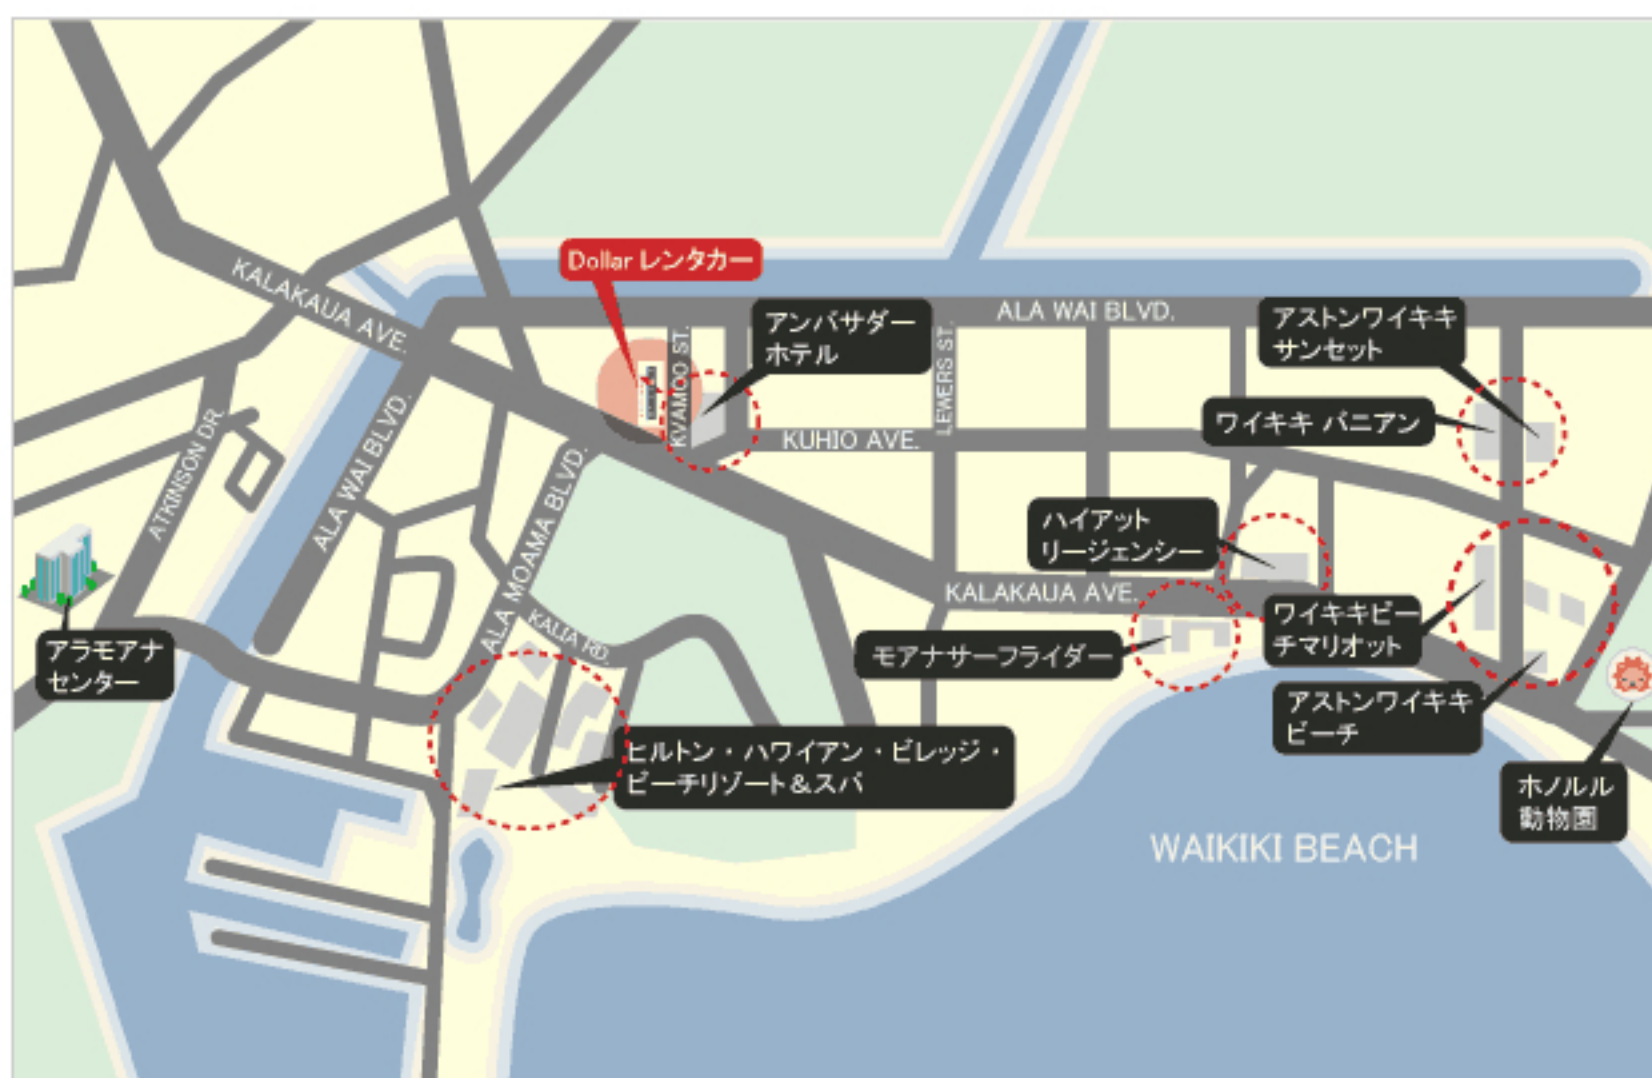 Dollar レンタカー
KALAKAUA AVE.
アンバサダー
ホテル
ALA WAI BLVD.
アストンワイキキ
サンセット
KVAMOO ST.
LEWERS ST.
ワイキキ バニアン
KUHIO AVE.
ATKINSON DR.
ALA WAI BLVD.
ALA MOAMA BLVD.
ハイアット
リージェンシー
KALAKAUA AVE.
ワイキキビー
チマリオット
KALIA RD.
アラモアナ
センター
モアナサーフライダー
アストンワイキキ
ビーチ
ヒルトン・ハワイアン・ビレッジ・
ビーチリゾート&スパ
ホノルル
動物園
WAIKIKI BEACH